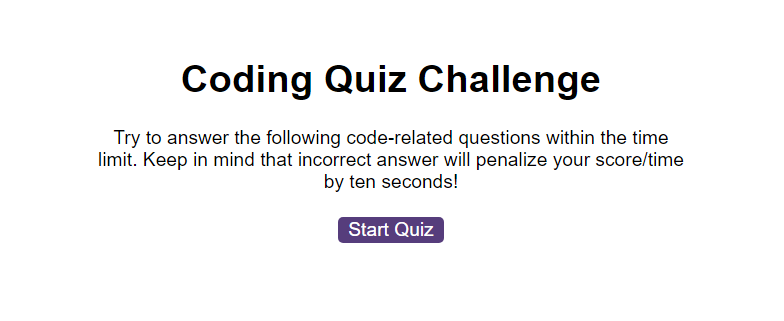 Coding Quiz Challenge
Try to answer the following code-related questions within the time
limit. Keep in mind that incorrect answer will penalize your score/time
by ten seconds!
Start Quiz